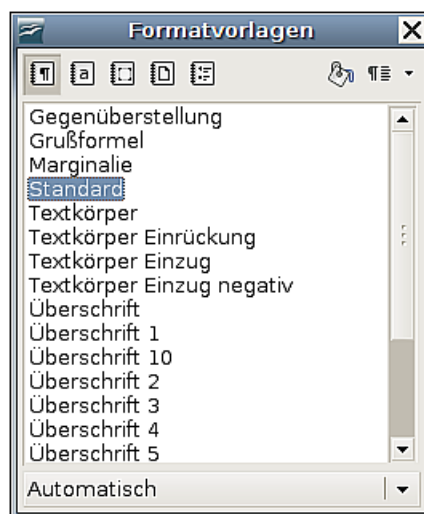 Formatvorlagen
Gegenüberstellung
Grußformel
Marginalie
Standard
Textkörper
Textkörper Einrückung
Textkörper Einzug
Textkörper Einzug negativ
Überschrift
Überschrift 1
Überschrift 10
Überschrift 2
Überschrift 3
Überschrift 4
Überschrift 5
Automatisch